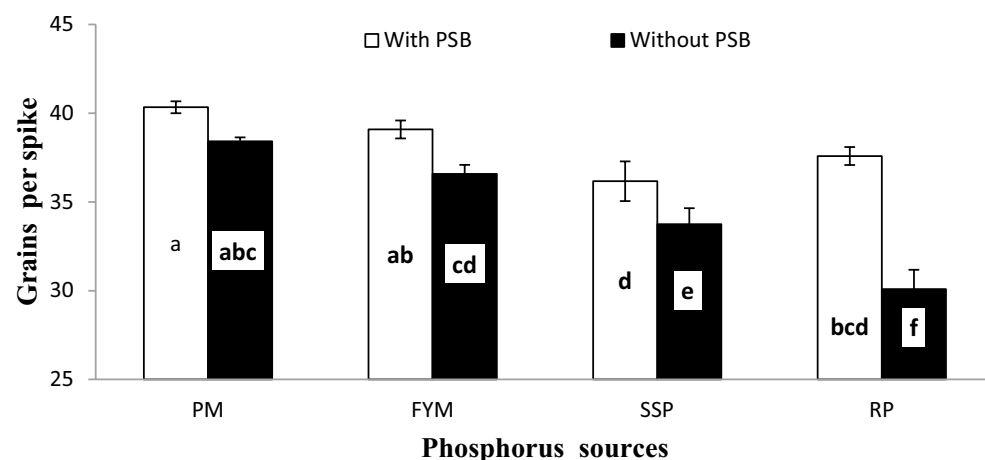 45
With PSB Without PSB
40
35
30
25
Grains per spike
a abc ab cd d e bcd f
PM FYM SSP RP
Phosphorus sources